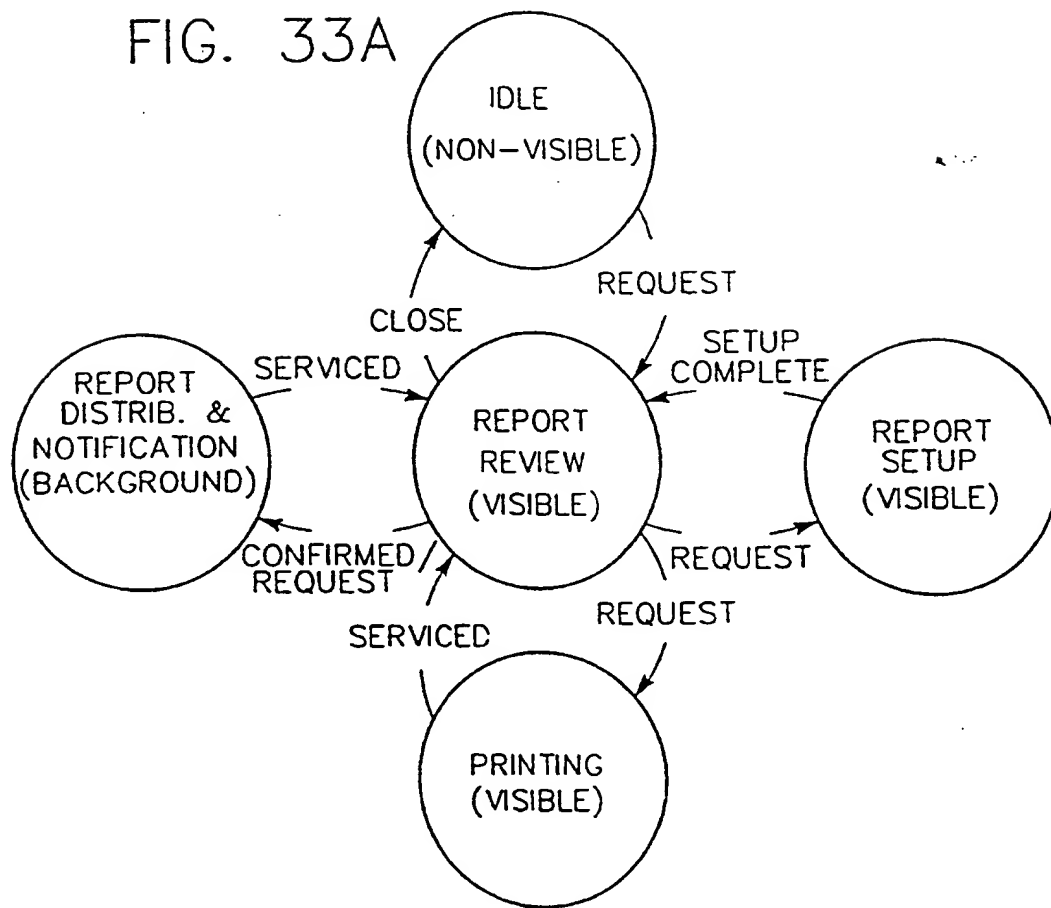 FIG. 33A
IDLE
(NON-VISIBLE)
REQUEST
CLOSE
SERVICED
SETUP
COMPLETE
REPORT
DISTRIB. &
NOTIFICATION
(BACKGROUND)
REPORT
REVIEW
(VISIBLE)
REPORT
SETUP
(VISIBLE)
CONFIRMED
REQUEST
REQUEST
SERVICED
REQUEST
PRINTING
(VISIBLE)